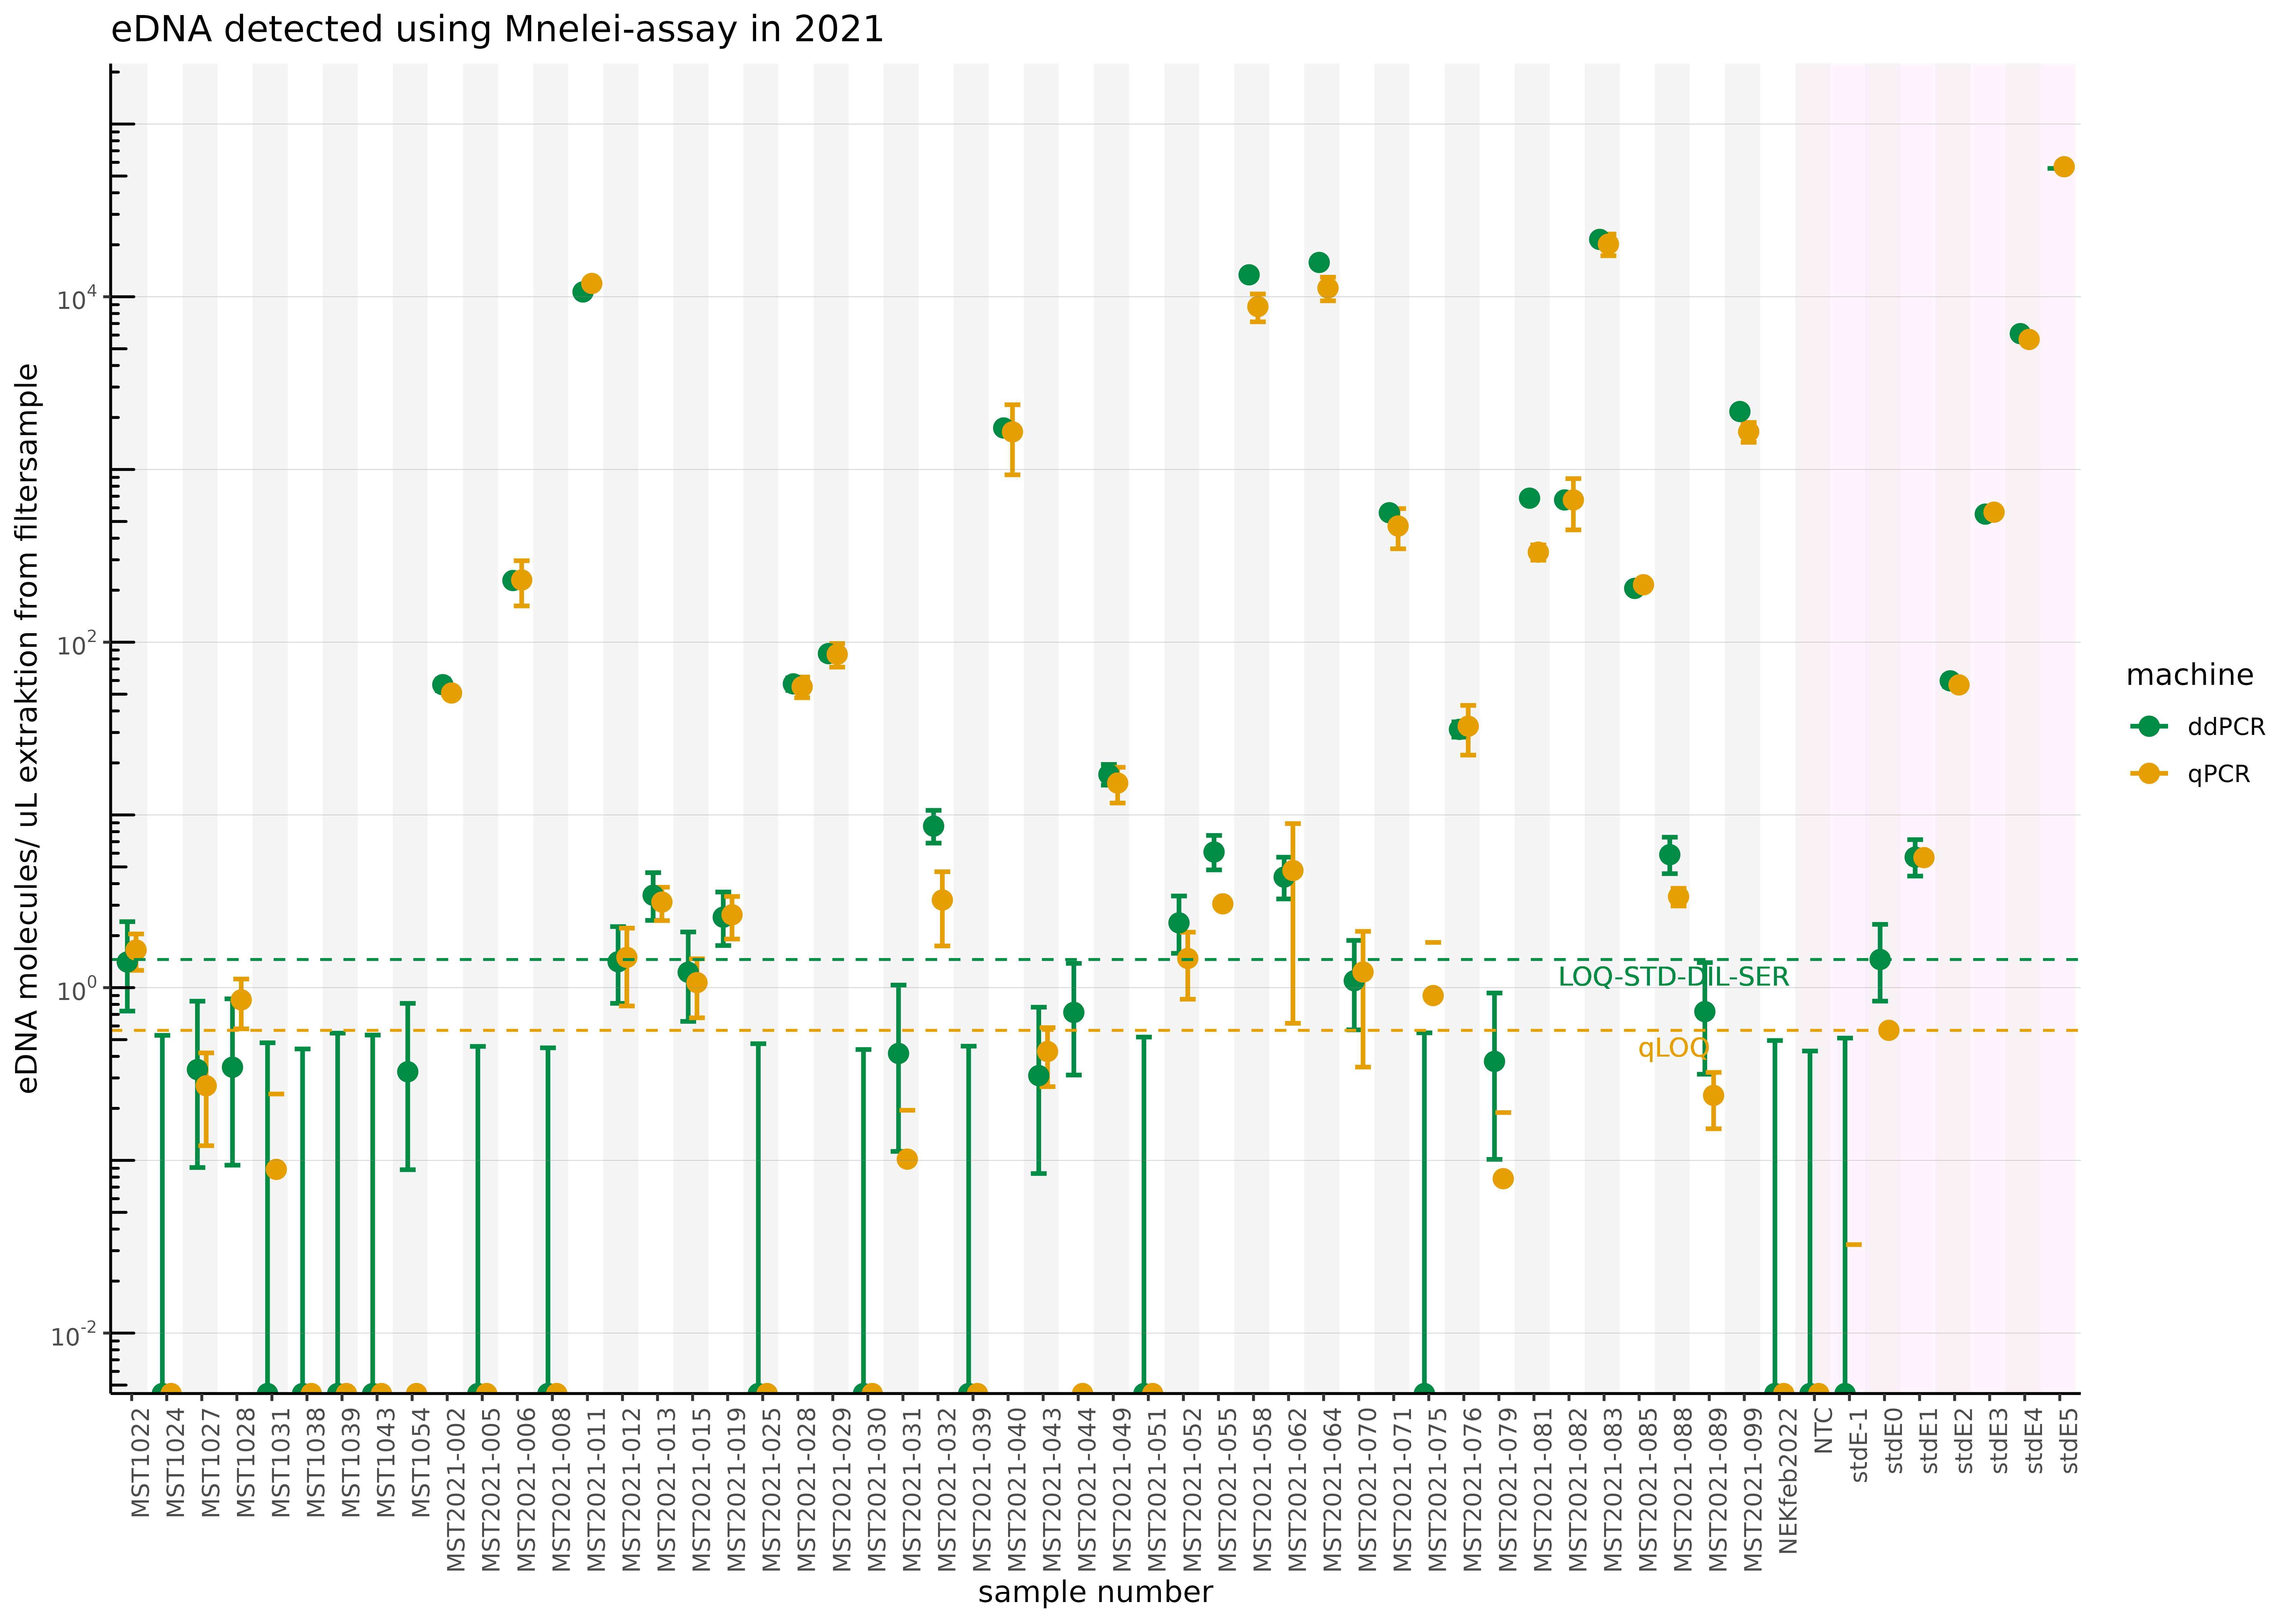 eDNA detected using Mnelei-assay in 2021
eDNA molecules/ uL extraktion from filtersample
10^4
10^2
10^0
10^-2
LOQ-STD-DIL-SER
qLOQ
machine
ddPCR
qPCR
MST1022
MST1024
MST1027
MST1028
MST1031
MST1038
MST1039
MST1043
MST1054
MST2021-002
MST2021-005
MST2021-006
MST2021-008
MST2021-011
MST2021-012
MST2021-013
MST2021-015
MST2021-019
MST2021-025
MST2021-028
MST2021-029
MST2021-030
MST2021-031
MST2021-032
MST2021-039
MST2021-040
MST2021-043
MST2021-044
MST2021-049
MST2021-051
MST2021-052
MST2021-055
MST2021-058
MST2021-062
MST2021-064
MST2021-070
MST2021-071
MST2021-075
MST2021-076
MST2021-079
MST2021-081
MST2021-082
MST2021-083
MST2021-085
MST2021-088
MST2021-089
MST2021-099
NEKfeb2022
NTC
stdE-1
stdE0
stdE1
stdE2
stdE3
stdE4
stdE5
sample number